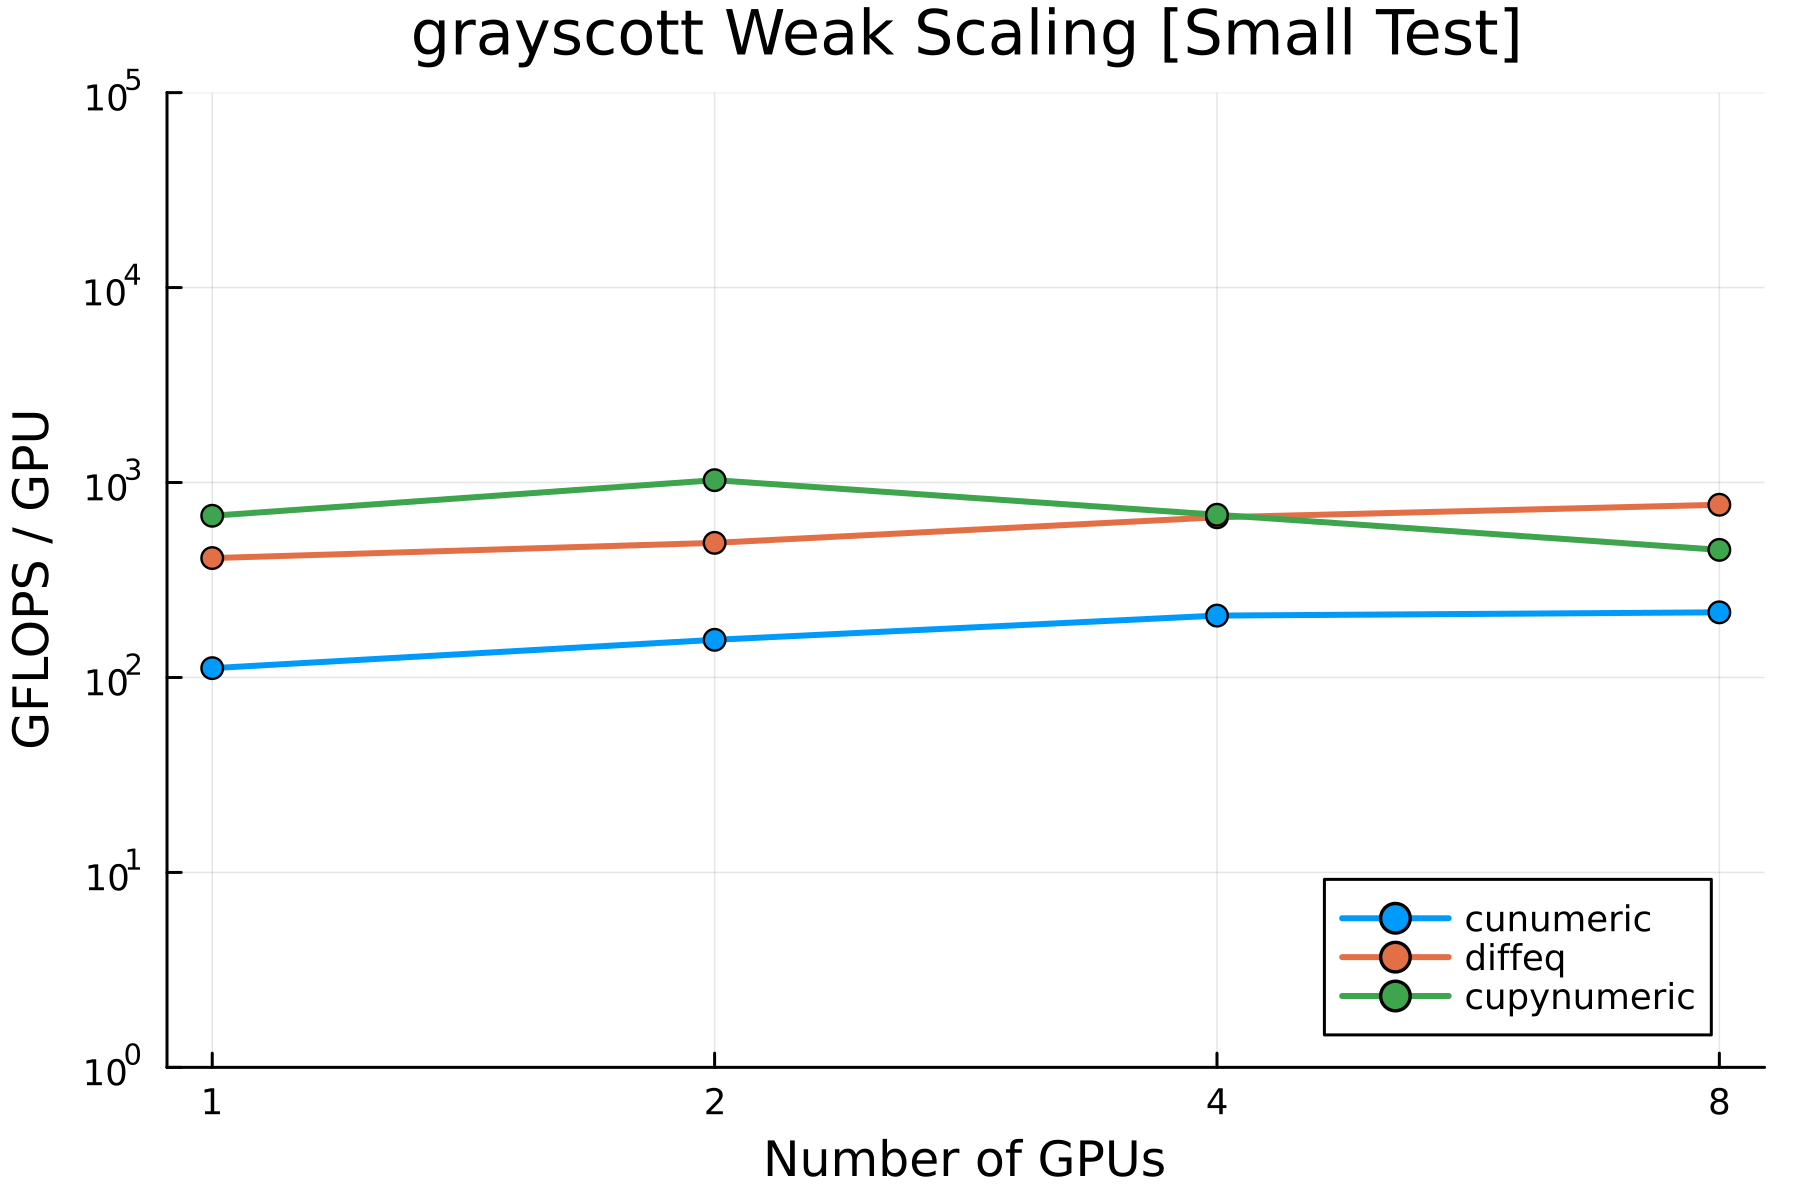 grayscott Weak Scaling [Small Test]
GFLOPS / GPU
10^5
10^4
10^3
10^2
10^1
10^0
1 2 4 8
Number of GPUs
cunumeric
diffeq
cupynumeric